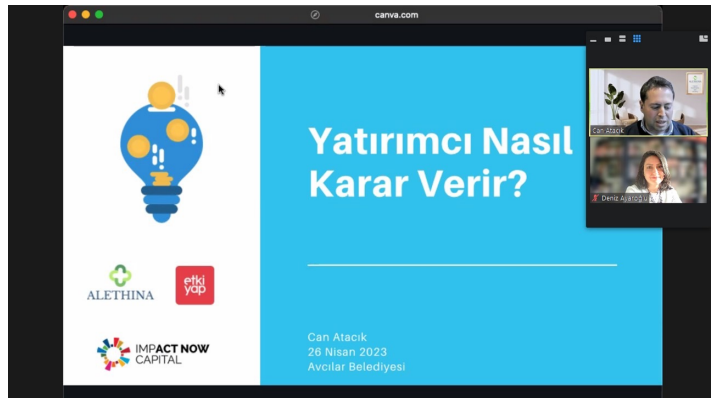 canva.com
Yatırımcı Nasıl
Karar Verir?
ALETHINA
etki
yap
IMPACT NOW
CAPITAL
Can Atacık
26 Nisan 2023
Avcılar Belediyesi
Can Atacık
Deniz